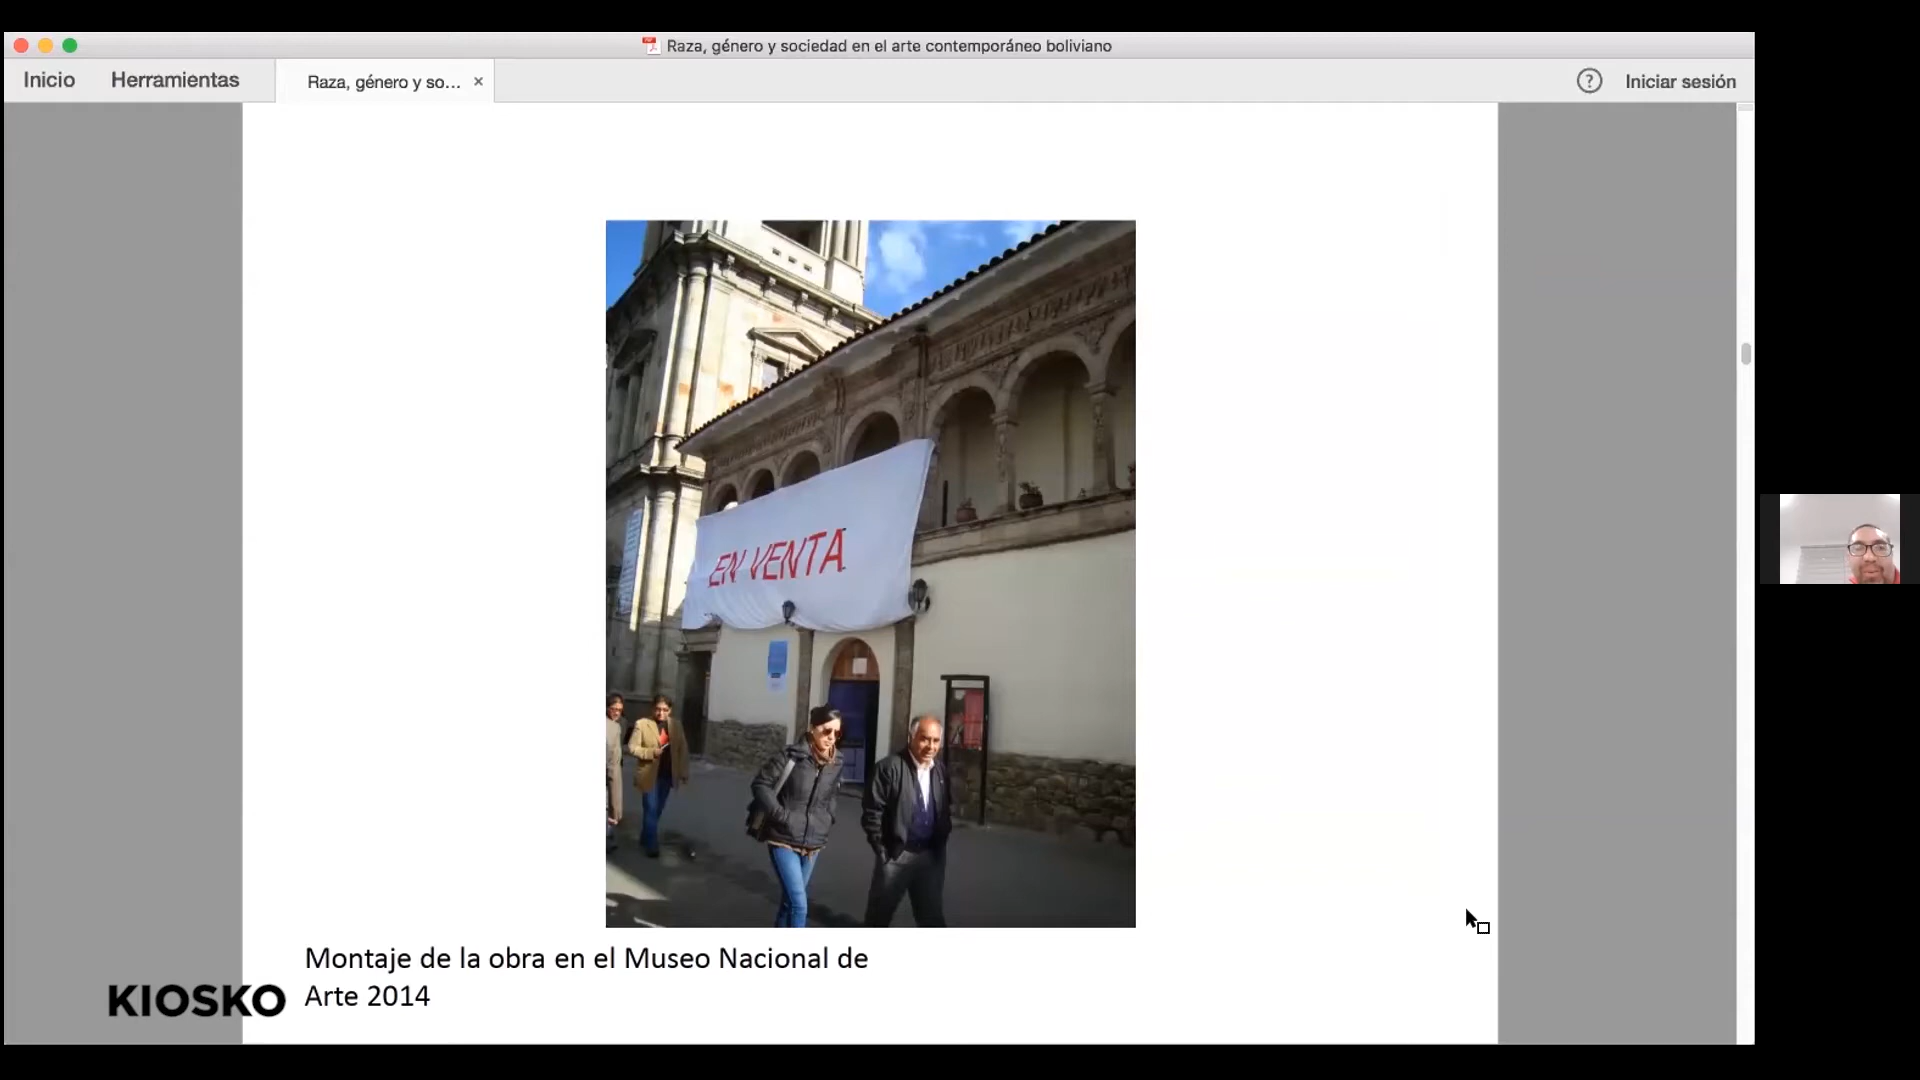 Raza, género y sociedad en el arte contemporáneo boliviano
Inicio
Herramientas
Raza, género y so...
Iniciar sesión
EN VENTA
Montaje de la obra en el Museo Nacional de
Arte 2014
KIOSKO